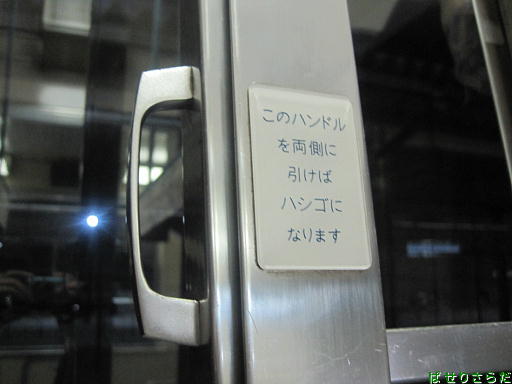 このハンドル
を両側に
引けば
ハシゴに
なります
ぱせりさらだ